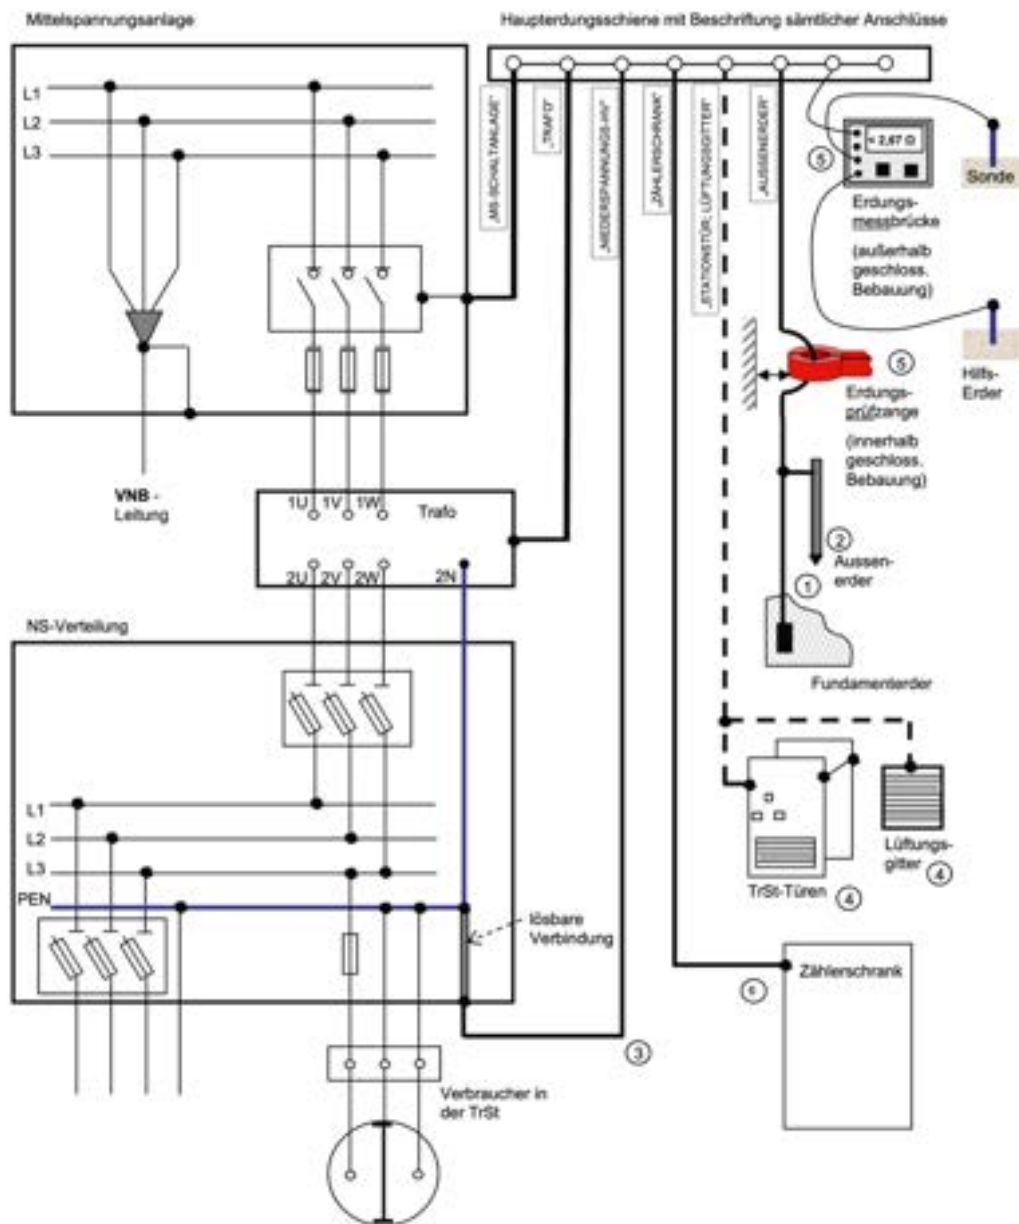 Mittelspannungsanlage
Haupterdungsschiene mit Beschriftung sämtlicher Anschlüsse
L1
L2
L3
„MS-SCHALTANLAGE“
„TRAFO“
„NIEDERSPANNUNGS-HV“
„ZÄHLERSCHRANK“
„STATIONSTÜR; LÜFTUNGSGITTER“
„AUSSENERDER“
< 2,67 Ω
5
Sonde
Erdungs-
messbrücke
(außerhalb
geschloss.
Bebauung)
5
Hilfs-
Erder
Erdungs-
prüfzange
(innerhalb
geschloss.
Bebauung)
VNB -
Leitung
1U 1V 1W
Trafo
2U 2V 2W 2N
2
Aussen-
erder
1
Fundamenterder
NS-Verteilung
L1
L2
L3
PEN
lösbare
Verbindung
Lüftungs-
gitter
4
TrSt-Türen
4
Zählerschrank
6
3
Verbraucher in
der TrSt